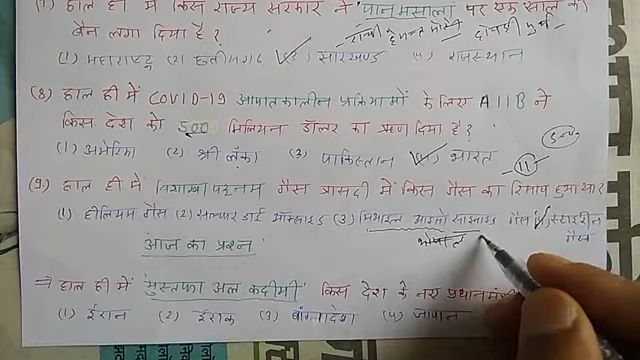 (7) हाल ही में किस राज्य सरकार ने 'पानमसाला' पर एक साल का
बैन लगा दिया है?
(1) महाराष्ट्र (2) छत्तीसगढ़ (3) झारखण्ड (4) राजस्थान
(8) हाल ही में COVID-19 आपातकालीन प्रक्रियाओं के लिए AIIB ने
किस देश को 500 मिलियन डॉलर का ऋण दिया है?
(1) अमेरिका (2) श्री लंका (3) पाकिस्तान (4) भारत
(9) हाल ही में विशाखापट्टनम गैस त्रासदी में किस गैस का रिसाव हुआ था?
(1) हीलियम गैस (2) सल्फर डाई ऑक्साइड (3) मिथाइल आइसो साइनाइड गैस (4) स्टाइरीन
गैस
भोपाल
आज का प्रश्न
⇒ हाल ही में 'मुस्तफा अल कदीमी' किस देश के नए प्रधानमंत्री
(1) ईरान (2) ईराक (3) बांग्लादेश (4) जापान